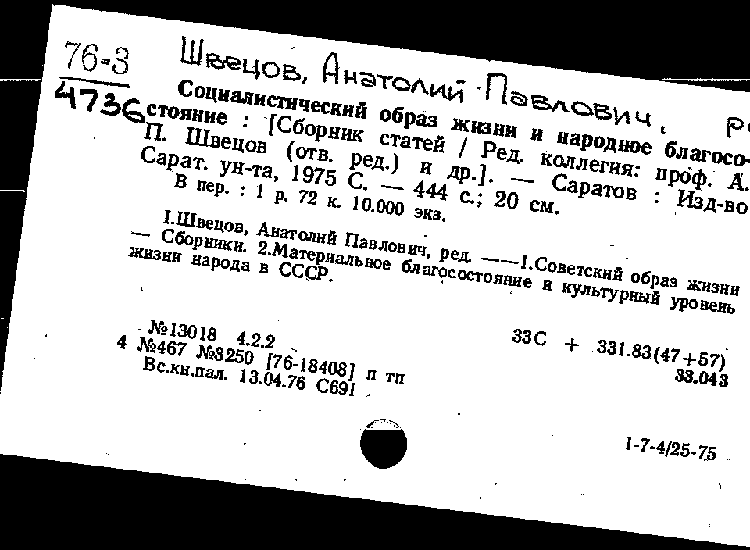 76-3
4736
Швецов, Анатолий Павлович.
Социалистический образ жизни и народное благосо-
стояние : [Сборник статей / Ред. коллегия: проф. А.
П. Швецов (отв. ред.) и др.]. — Саратов : Изд-во
Сарат. ун-та, 1975 С. — 444 с.; 20 см.
В пер. : 1 р. 72 к. 10.000 экз.
I.Швецов, Анатолий Павлович, ред. — —1.Советский образ жизни
— Сборники. 2.Материальное благосостояние и культурный уровень
жизни народа в СССР.
33С + 331.83(47+57)
33.043
№13018 4.2.2
4 №467 №3250 [76-18408] п тп
Вс.кн.пал. 13.04.76 С691
1-7-4/25-75